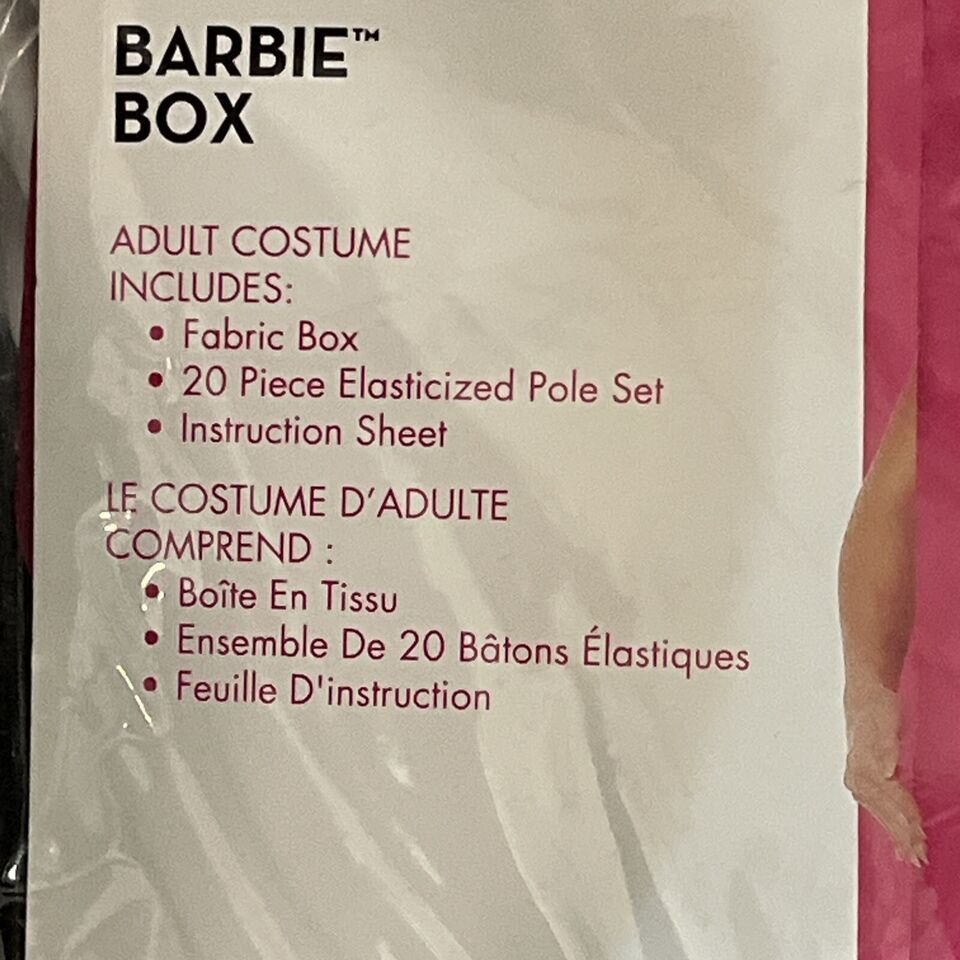 BARBIE™
BOX
ADULT COSTUME
INCLUDES:
• Fabric Box
• 20 Piece Elasticized Pole Set
• Instruction Sheet
LE COSTUME D’ADULTE
COMPREND :
• Boîte En Tissu
• Ensemble De 20 Bâtons Élastiques
• Feuille D'instruction